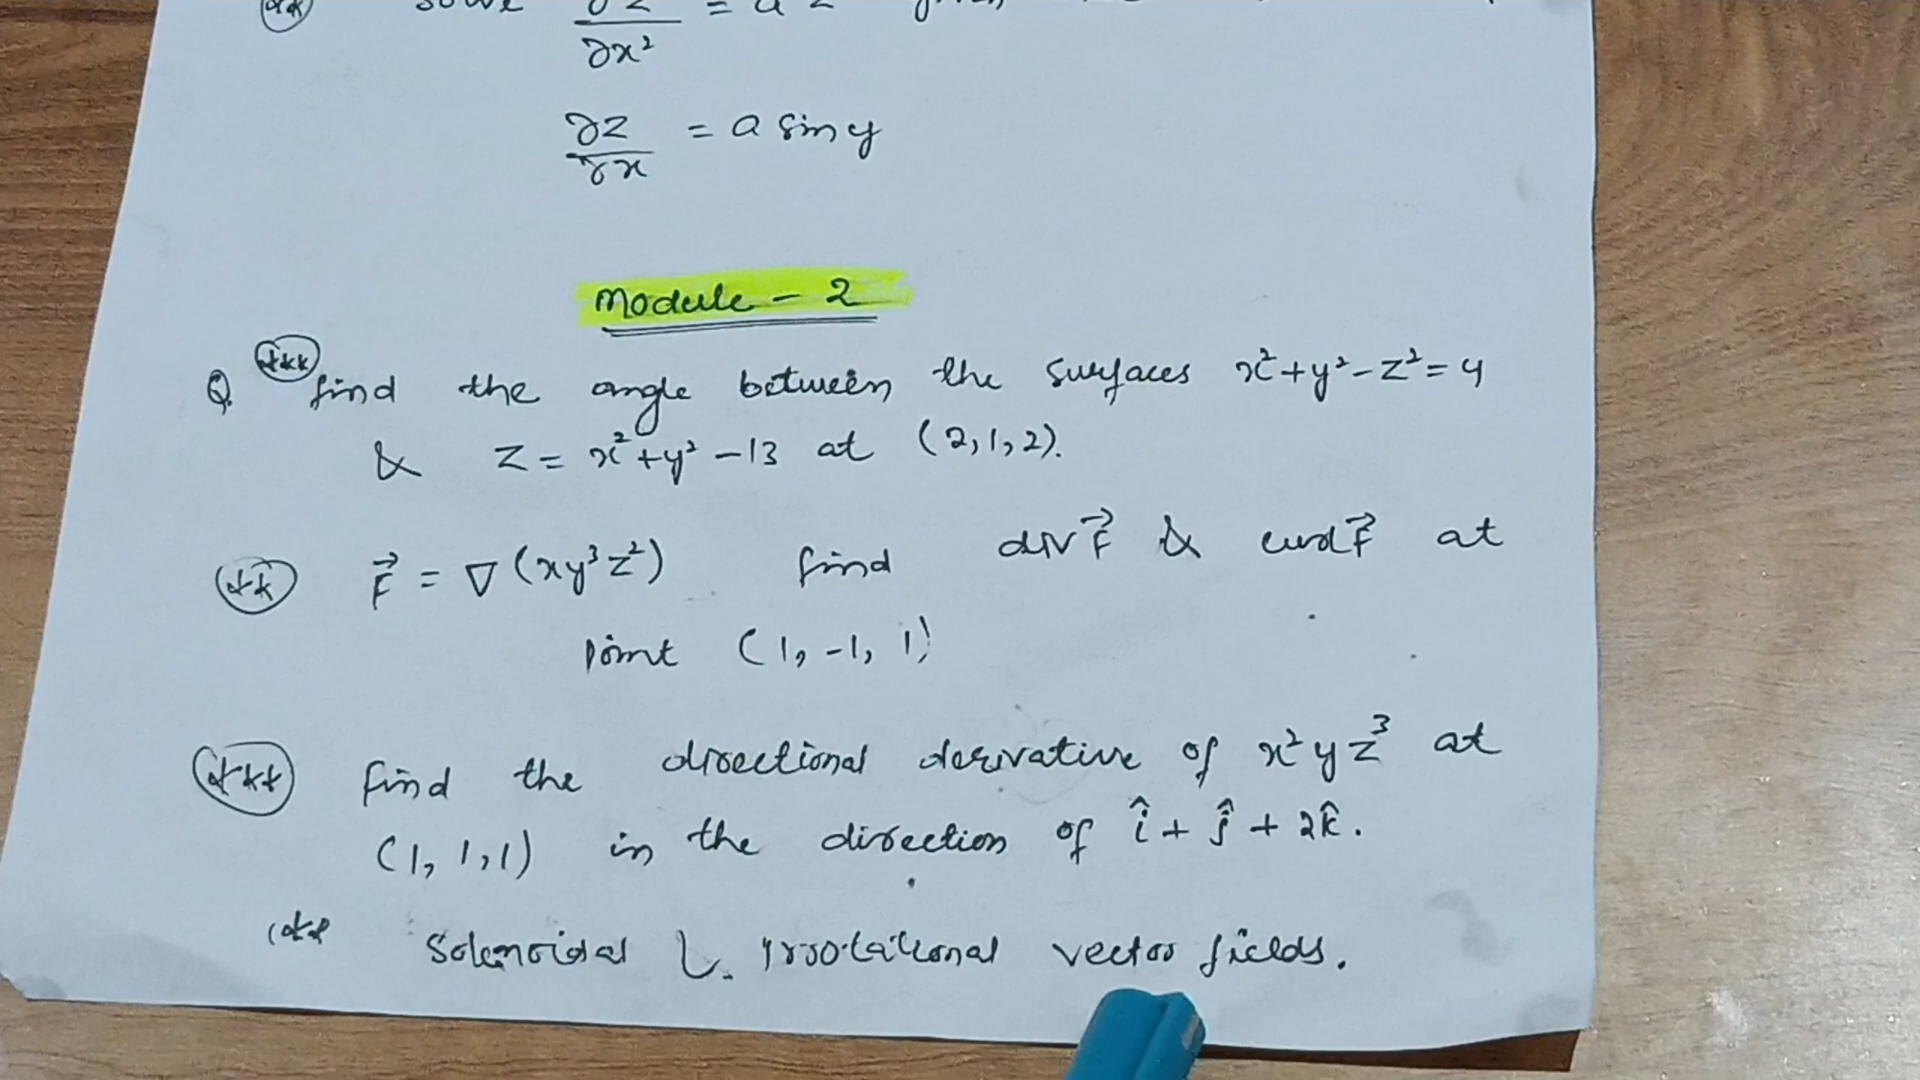 ∂x²
∂z/∂x = a sin y
Module - 2
Q. *** find the angle between the surfaces x²+y²-z²=4
& z = x²+y²-13 at (2,1,2).
** F⃗ = ∇(xy³z²) find div F⃗ & curl F⃗ at
point (1, -1, 1)
*** find the directional derivative of x²yz³ at
(1, 1, 1) in the direction of î + ĵ + 2k̂.
Solenoidal & irrotational vector fields.